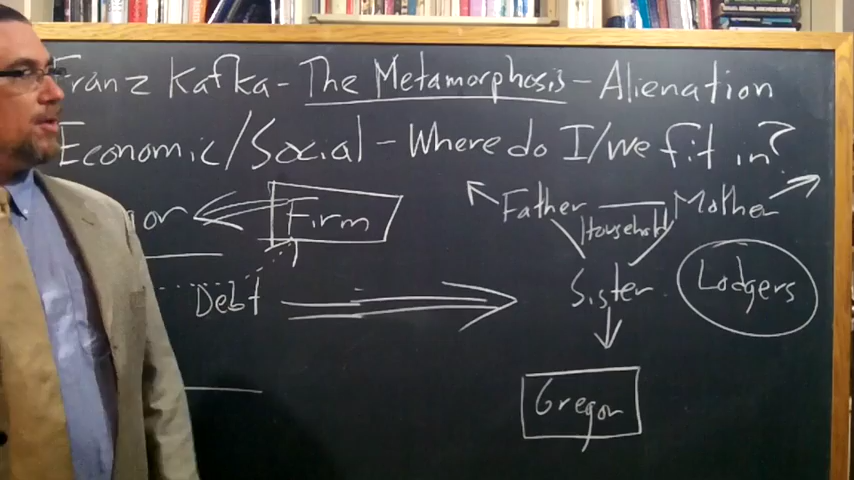 Franz Kafka - The Metamorphosis - Alienation
Economic/Social - Where do I/we fit in?
gor Firm Father Mother
Household
Debt Sister Lodgers
Gregor